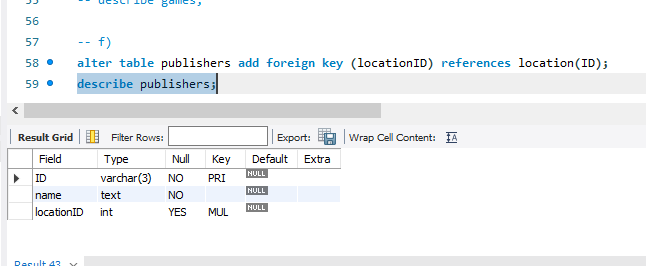 55 -- describe games;
56
57 -- f)
58 alter table publishers add foreign key (locationID) references location(ID);
59 describe publishers;
Result Grid Filter Rows: Export: Wrap Cell Content: IA
Field Type Null Key Default Extra
ID varchar(3) NO PRI NULL
name text NO NULL
locationID int YES MUL NULL
Result 43